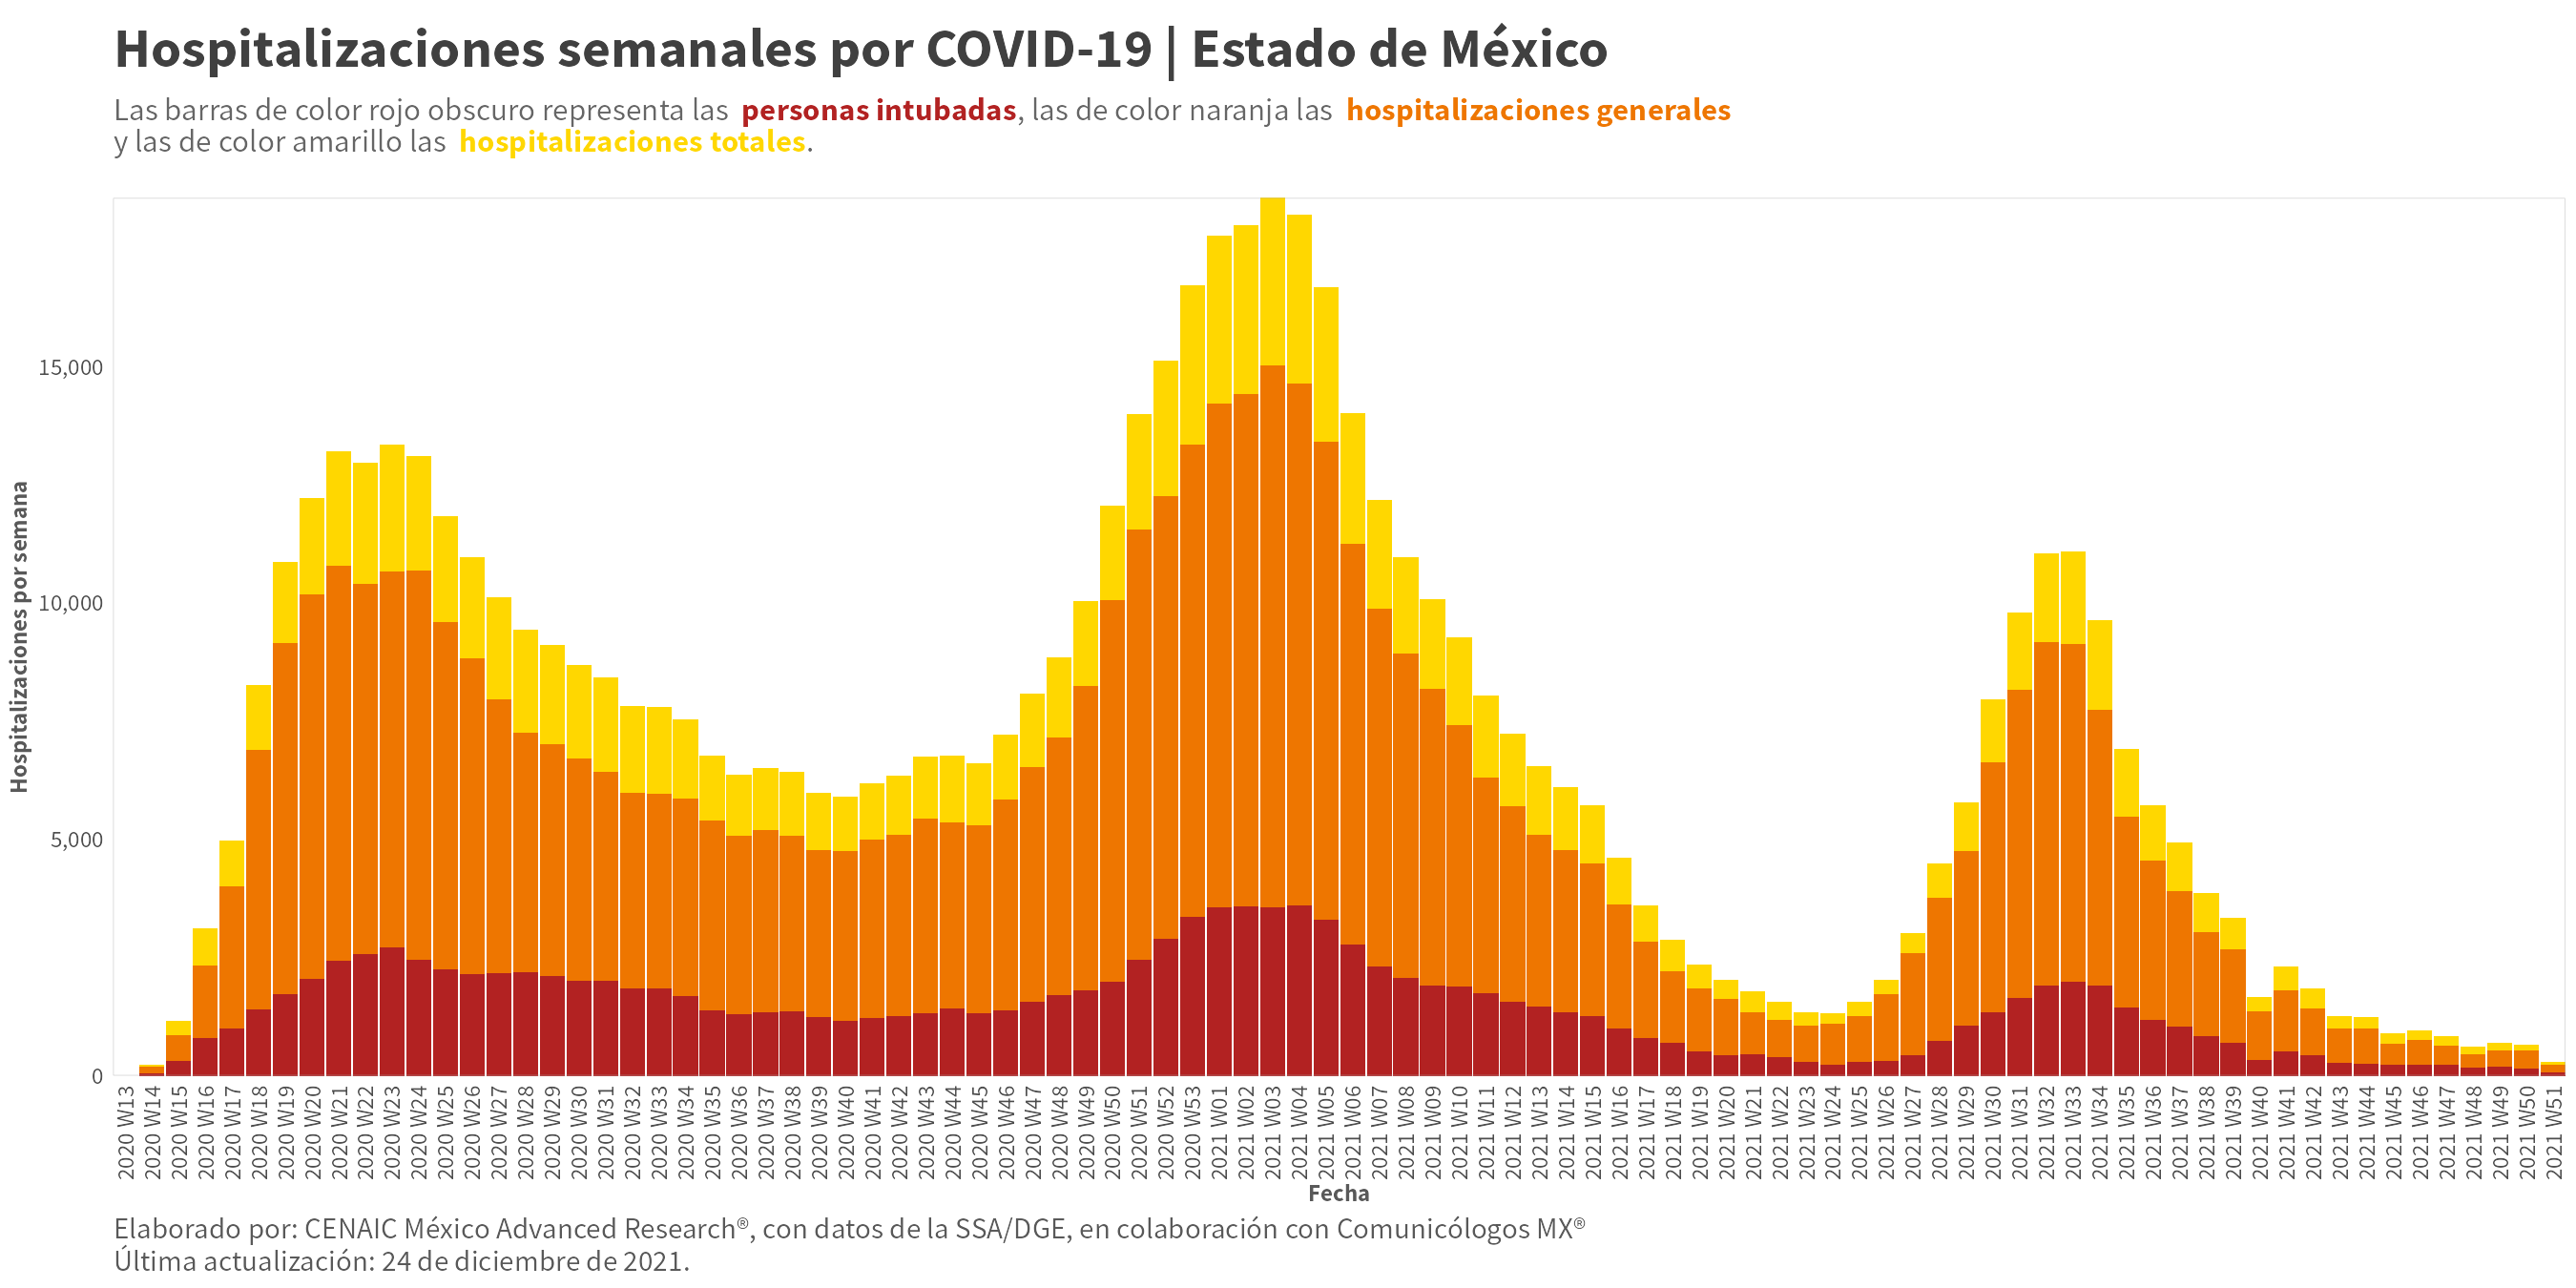 Hospitalizaciones semanales por COVID-19 | Estado de México
Las barras de color rojo obscuro representa las personas intubadas, las de color naranja las hospitalizaciones generales
y las de color amarillo las hospitalizaciones totales.
Hospitalizaciones por semana
15,000
10,000
5,000
0
2020 W13
2020 W14
2020 W15
2020 W16
2020 W17
2020 W18
2020 W19
2020 W20
2020 W21
2020 W22
2020 W23
2020 W24
2020 W25
2020 W26
2020 W27
2020 W28
2020 W29
2020 W30
2020 W31
2020 W32
2020 W33
2020 W34
2020 W35
2020 W36
2020 W37
2020 W38
2020 W39
2020 W40
2020 W41
2020 W42
2020 W43
2020 W44
2020 W45
2020 W46
2020 W47
2020 W48
2020 W49
2020 W50
2020 W51
2020 W52
2020 W53
2021 W01
2021 W02
2021 W03
2021 W04
2021 W05
2021 W06
2021 W07
2021 W08
2021 W09
2021 W10
2021 W11
2021 W12
2021 W13
2021 W14
2021 W15
2021 W16
2021 W17
2021 W18
2021 W19
2021 W20
2021 W21
2021 W22
2021 W23
2021 W24
2021 W25
2021 W26
2021 W27
2021 W28
2021 W29
2021 W30
2021 W31
2021 W32
2021 W33
2021 W34
2021 W35
2021 W36
2021 W37
2021 W38
2021 W39
2021 W40
2021 W41
2021 W42
2021 W43
2021 W44
2021 W45
2021 W46
2021 W47
2021 W48
2021 W49
2021 W50
2021 W51
Fecha
Elaborado por: CENAIC México Advanced Research®, con datos de la SSA/DGE, en colaboración con Comunicólogos MX®
Última actualización: 24 de diciembre de 2021.